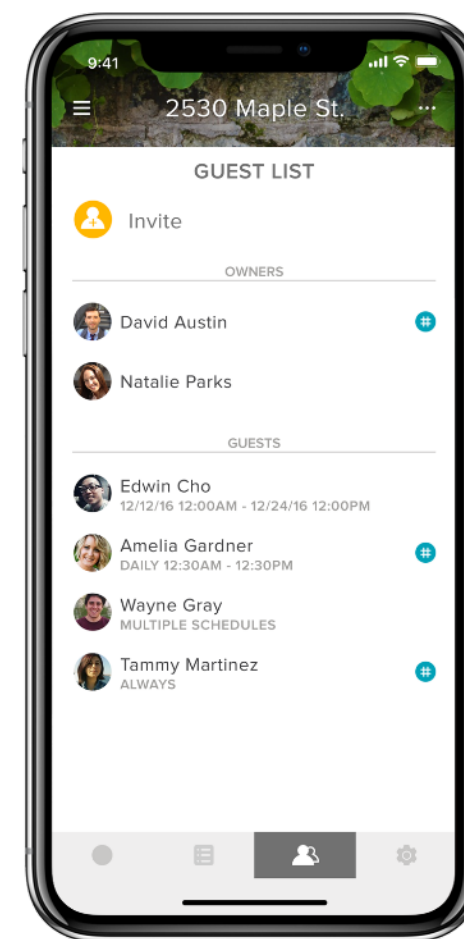 9:41
2530 Maple St.
GUEST LIST
Invite
OWNERS
David Austin
#
Natalie Parks
GUESTS
Edwin Cho
12/12/16 12:00AM - 12/24/16 12:00PM
Amelia Gardner
#
DAILY 12:30AM - 12:30PM
Wayne Gray
MULTIPLE SCHEDULES
Tammy Martinez
#
ALWAYS